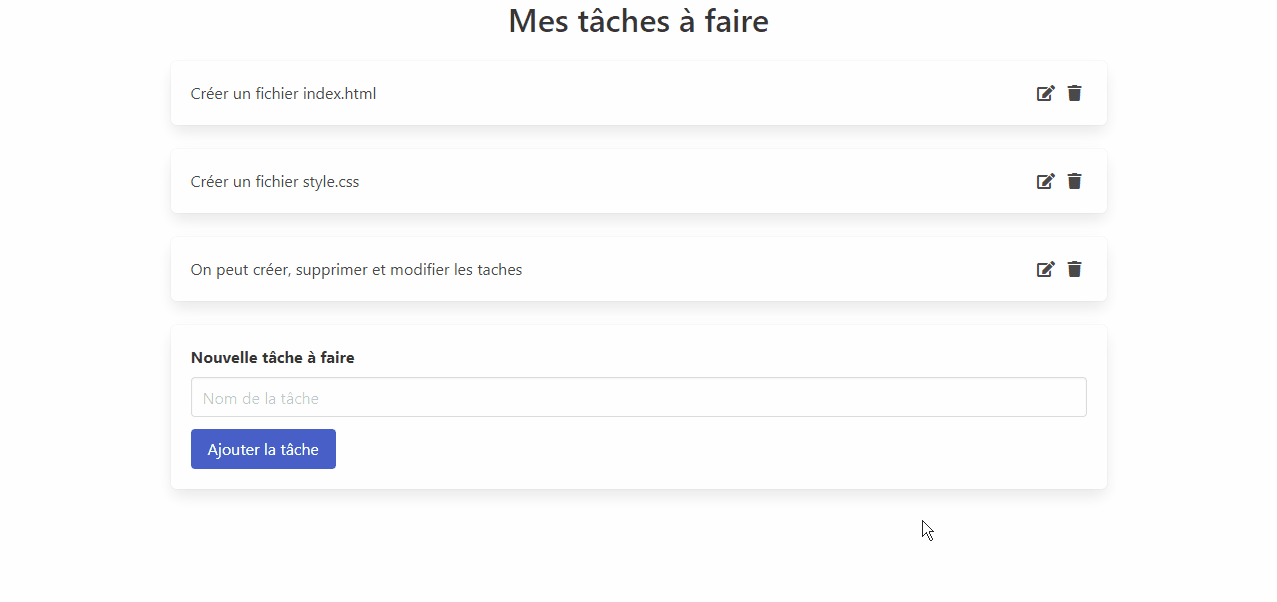 Mes tâches à faire
Créer un fichier index.html
Créer un fichier style.css
On peut créer, supprimer et modifier les taches
Nouvelle tâche à faire
Nom de la tâche
Ajouter la tâche